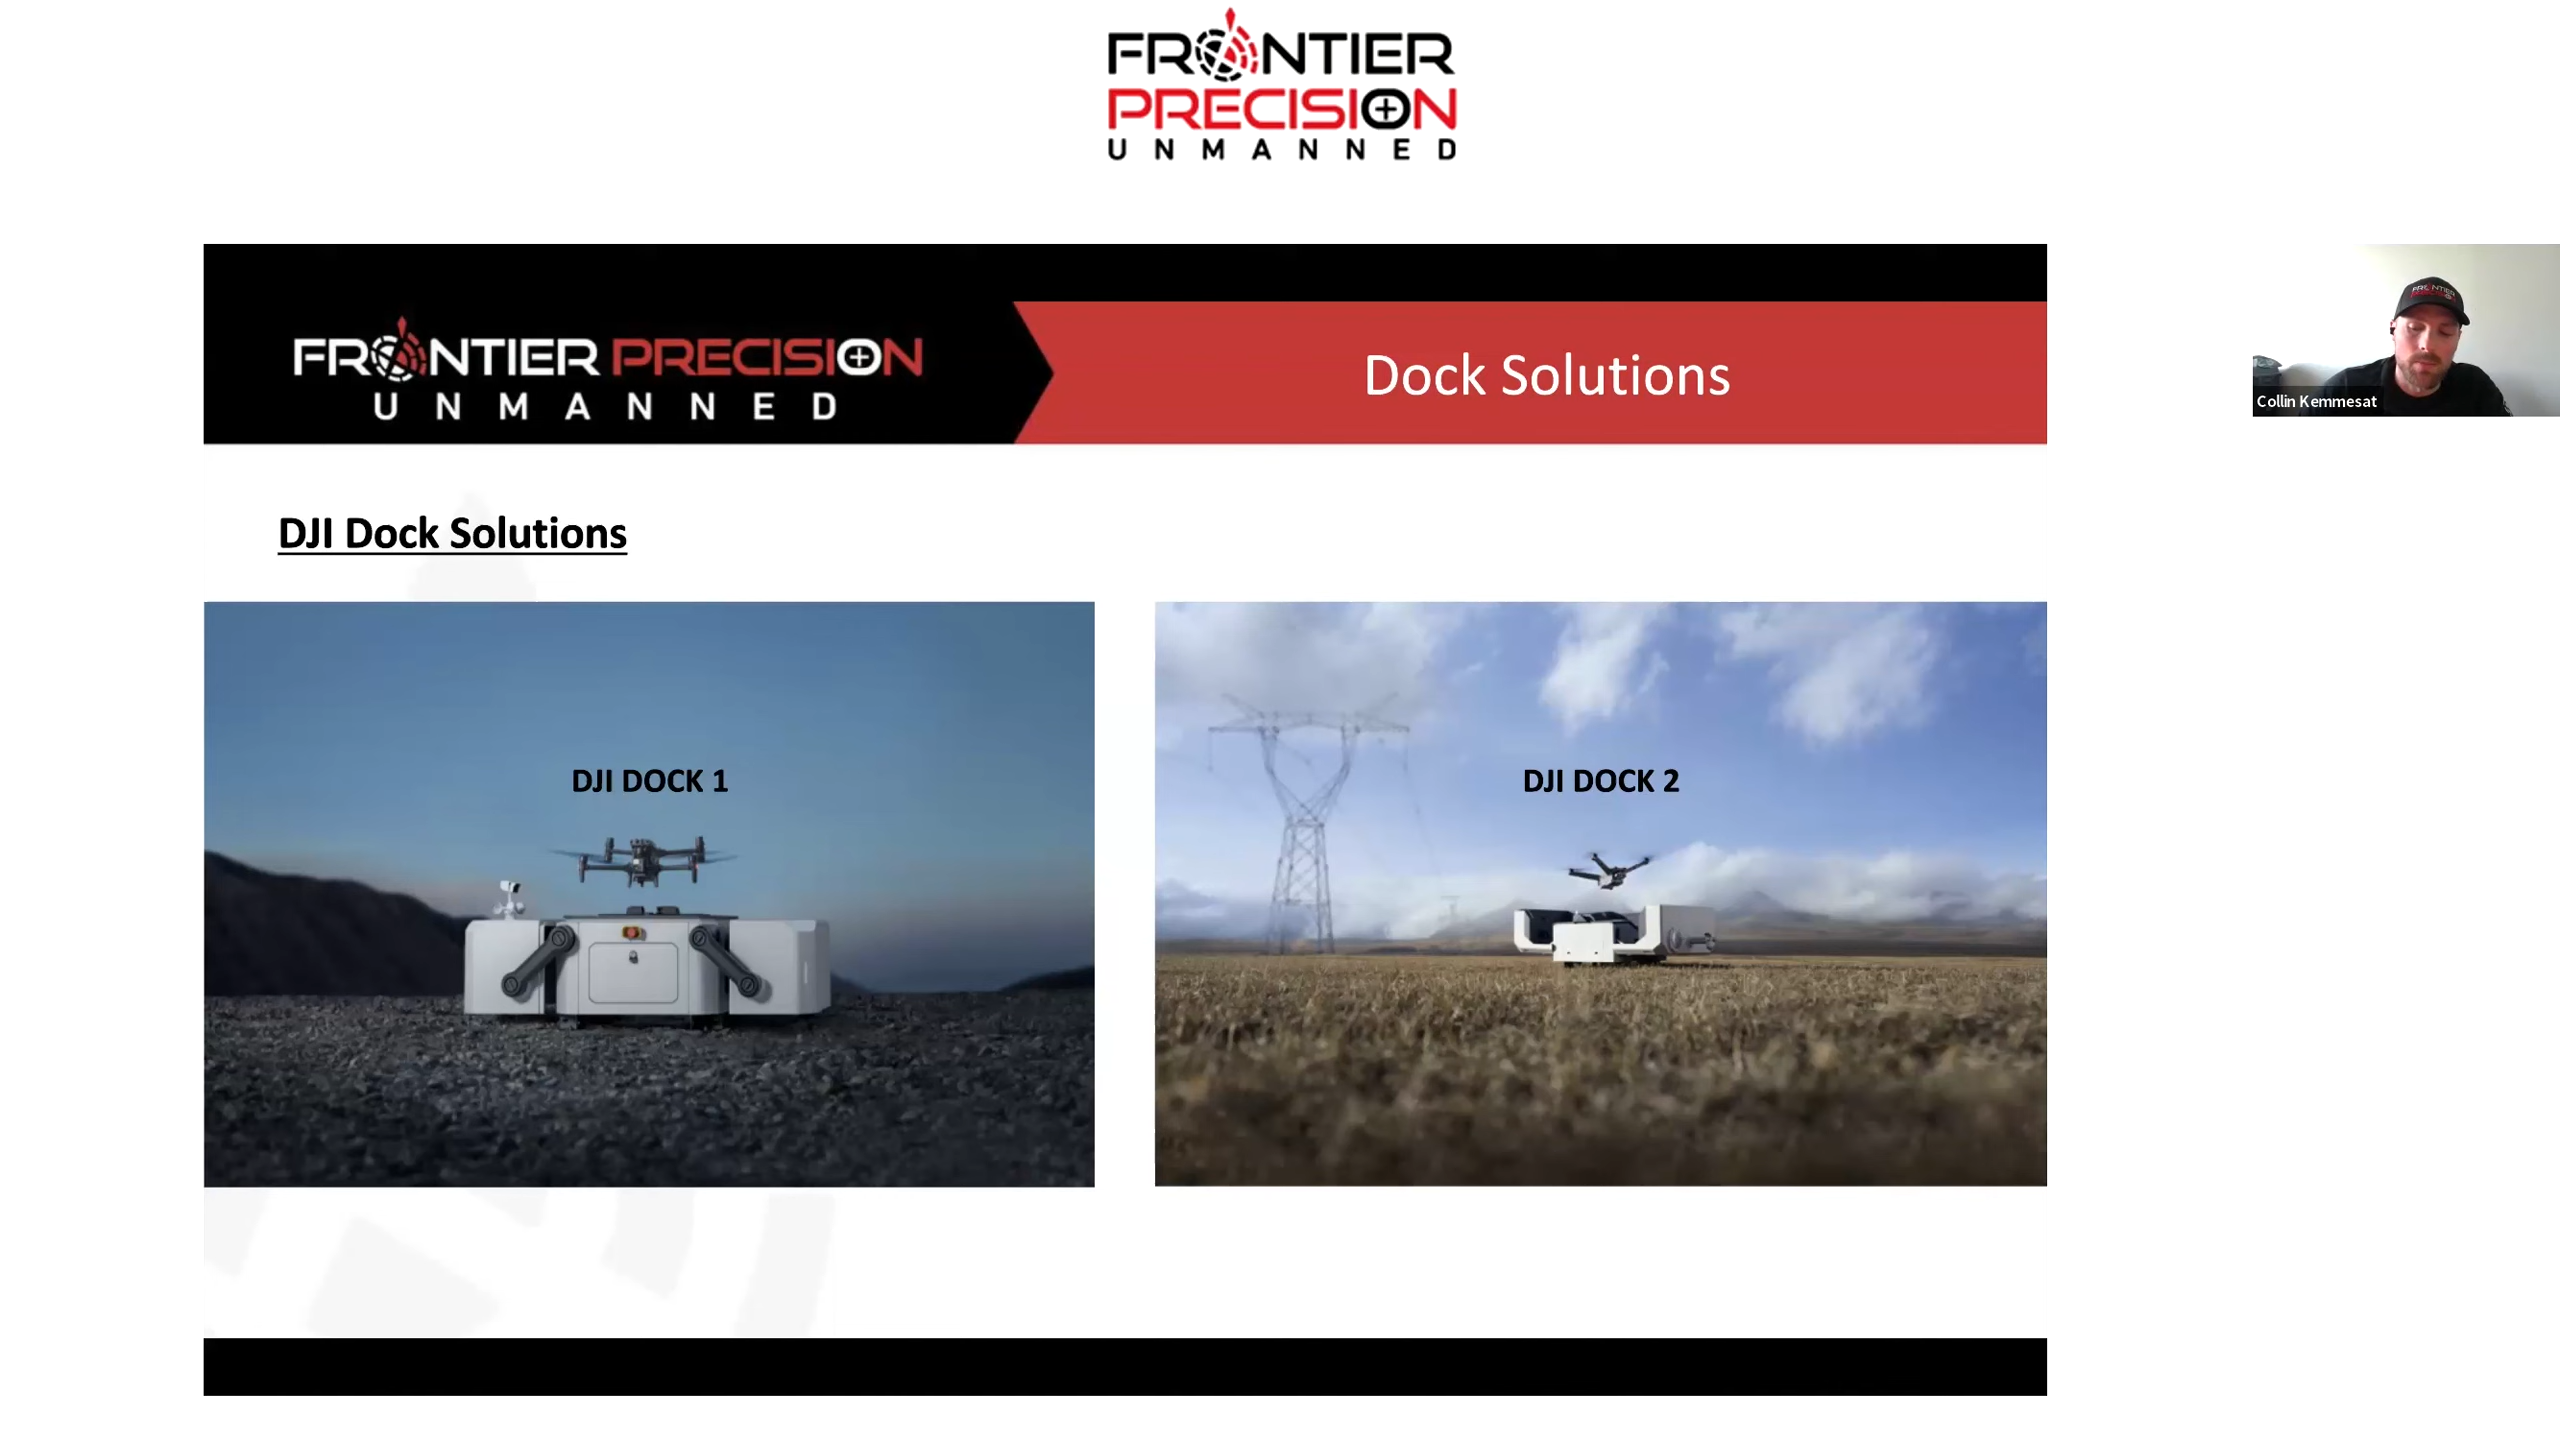 FRONTIER
PRECISION
UNMANNED
FRONTIER PRECISION
UNMANNED
Dock Solutions
Collin Kemmesat
DJI Dock Solutions
DJI DOCK 1
DJI DOCK 2